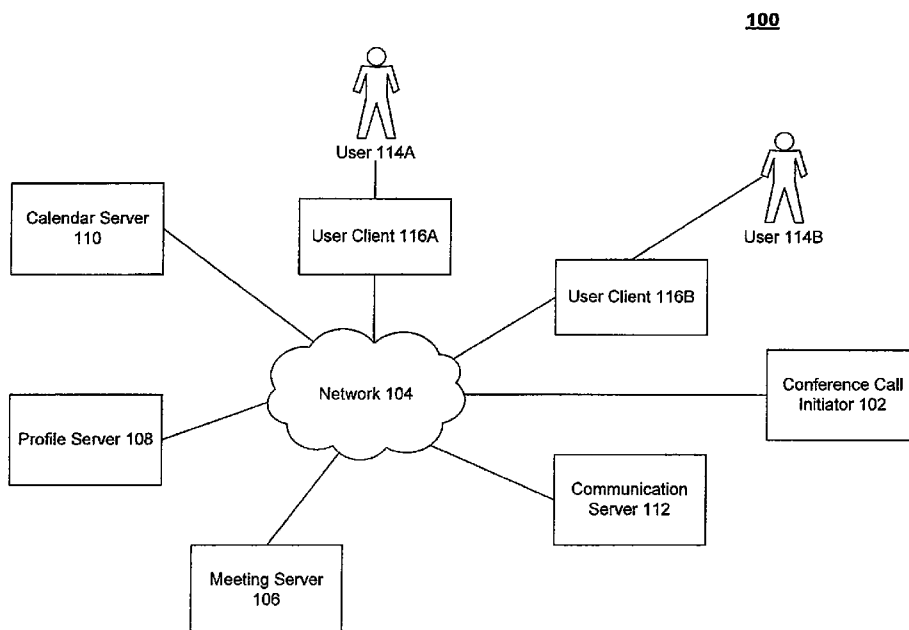 100
User 114A
User 114B
Calendar Server
110
User Client 116A
User Client 116B
Network 104
Conference Call
Initiator 102
Profile Server 108
Communication
Server 112
Meeting Server
106